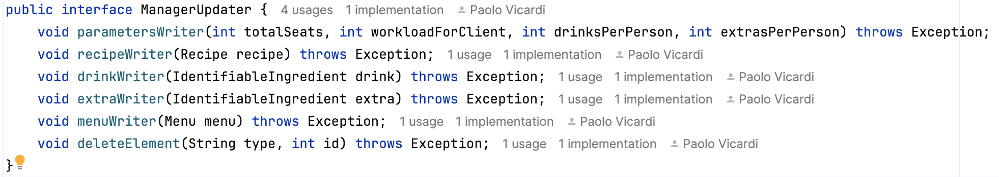 public interface ManagerUpdater { 4 usages 1 implementation Paolo Vicardi
void parametersWriter(int totalSeats, int workloadForClient, int drinksPerPerson, int extrasPerPerson) throws Exception;
void recipeWriter(Recipe recipe) throws Exception; 1 usage 1 implementation Paolo Vicardi
void drinkWriter(IdentifiableIngredient drink) throws Exception; 1 usage 1 implementation Paolo Vicardi
void extraWriter(IdentifiableIngredient extra) throws Exception; 1 usage 1 implementation Paolo Vicardi
void menuWriter(Menu menu) throws Exception; 1 usage 1 implementation Paolo Vicardi
void deleteElement(String type, int id) throws Exception; 1 usage 1 implementation Paolo Vicardi
}